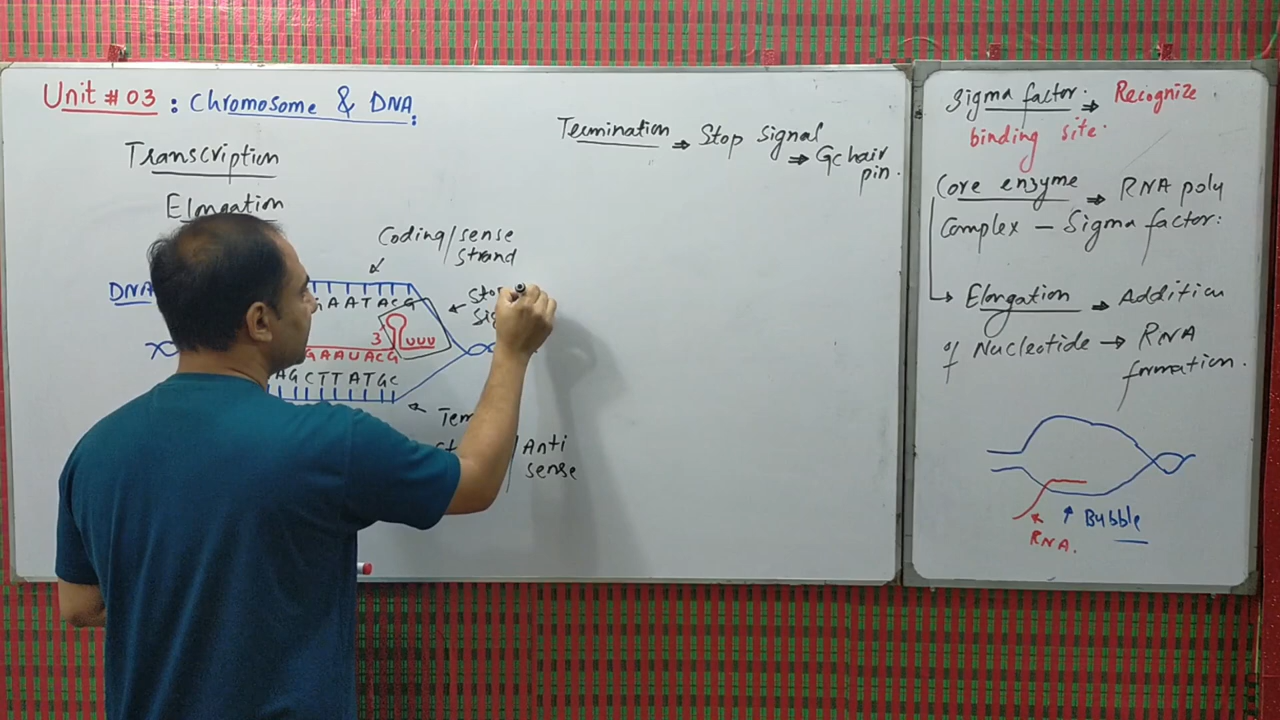 Unit # 03 : Chromosome & DNA:
Transcription
Elongation
Coding/sense
strand
DNA
GAATACG
3
UUU
GAAUACG
AGCTTATGC
Anti
sense
Termination ⇒ Stop signal
⇒ GC hair
pin.
Sigma factor. ⇒ Recognize
binding site.
Core enzyme ⇒ RNA poly
Complex - Sigma factor:
Elongation ⇒ Addition
of Nucleotide → RNA
formation.
Bubble
RNA.